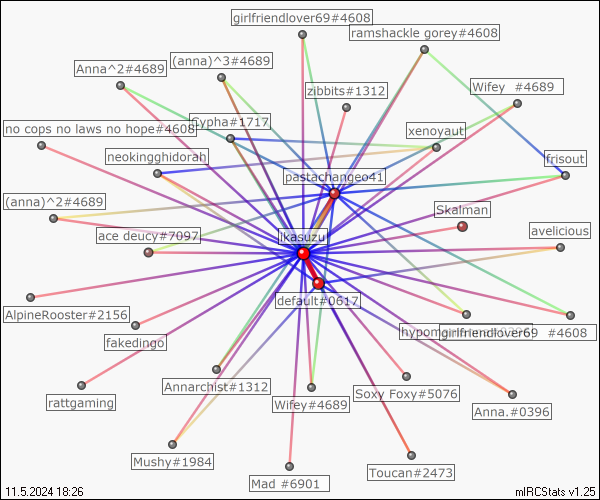 girlfriendlover69#4608
ramshackle gorey#4608
(anna)^3#4689
Anna^2#4689
zibbits#1312
Wifey  #4689
Cypha#1717
no cops no laws no hope#4608
xenoyaut
neokingghidorah
frisout
pastachangeo41
(anna)^2#4689
Skalman
avelicious
ace deucy#7097
ikasuzu
default#0617
AlpineRooster#2156
girlfriendlover69  #4608
fakedingo
Annarchist#1312
Soxy Foxy#5076
rattgaming
Wifey#4689
Anna.#0396
Mushy#1984
Toucan#2473
Mad #6901
11.5.2024 18:26
mIRCStats v1.25